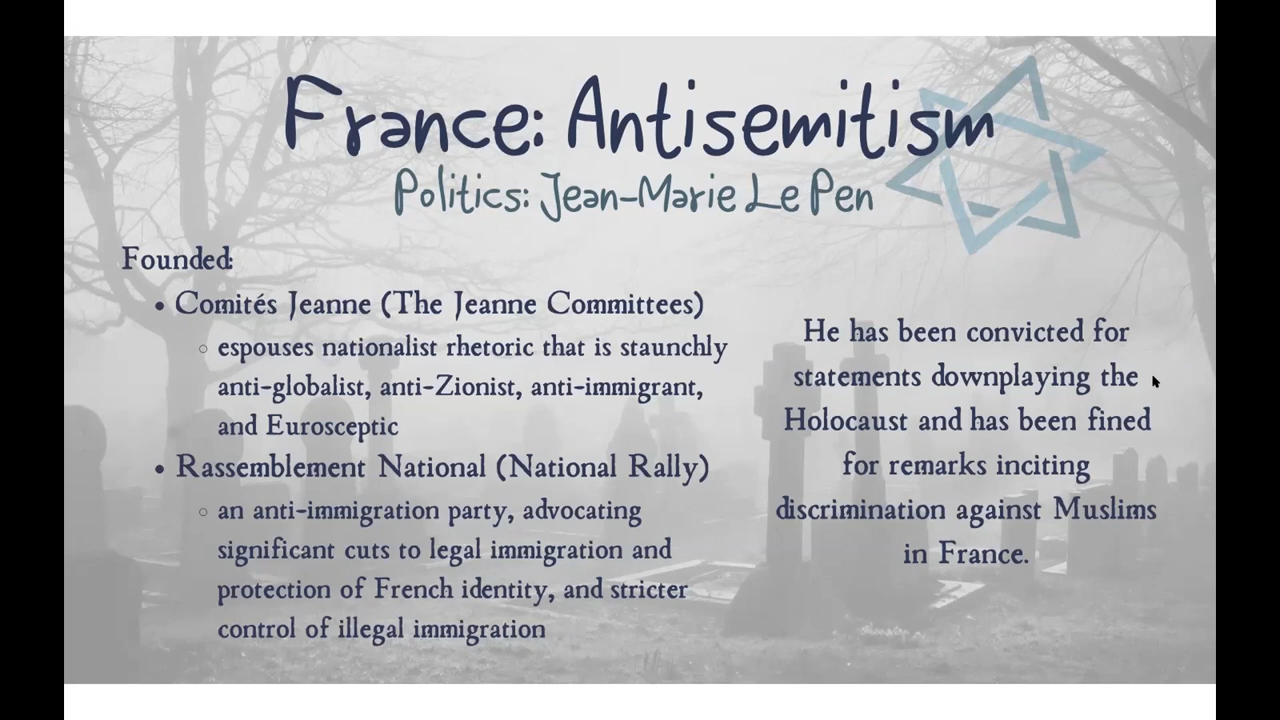 France: Antisemitism
Politics: Jean-Marie Le Pen
Founded:
• Comités Jeanne (The Jeanne Committees)
○ espouses nationalist rhetoric that is staunchly
anti-globalist, anti-Zionist, anti-immigrant,
and Eurosceptic
• Rassemblement National (National Rally)
○ an anti-immigration party, advocating
significant cuts to legal immigration and
protection of French identity, and stricter
control of illegal immigration
He has been convicted for
statements downplaying the
Holocaust and has been fined
for remarks inciting
discrimination against Muslims
in France.